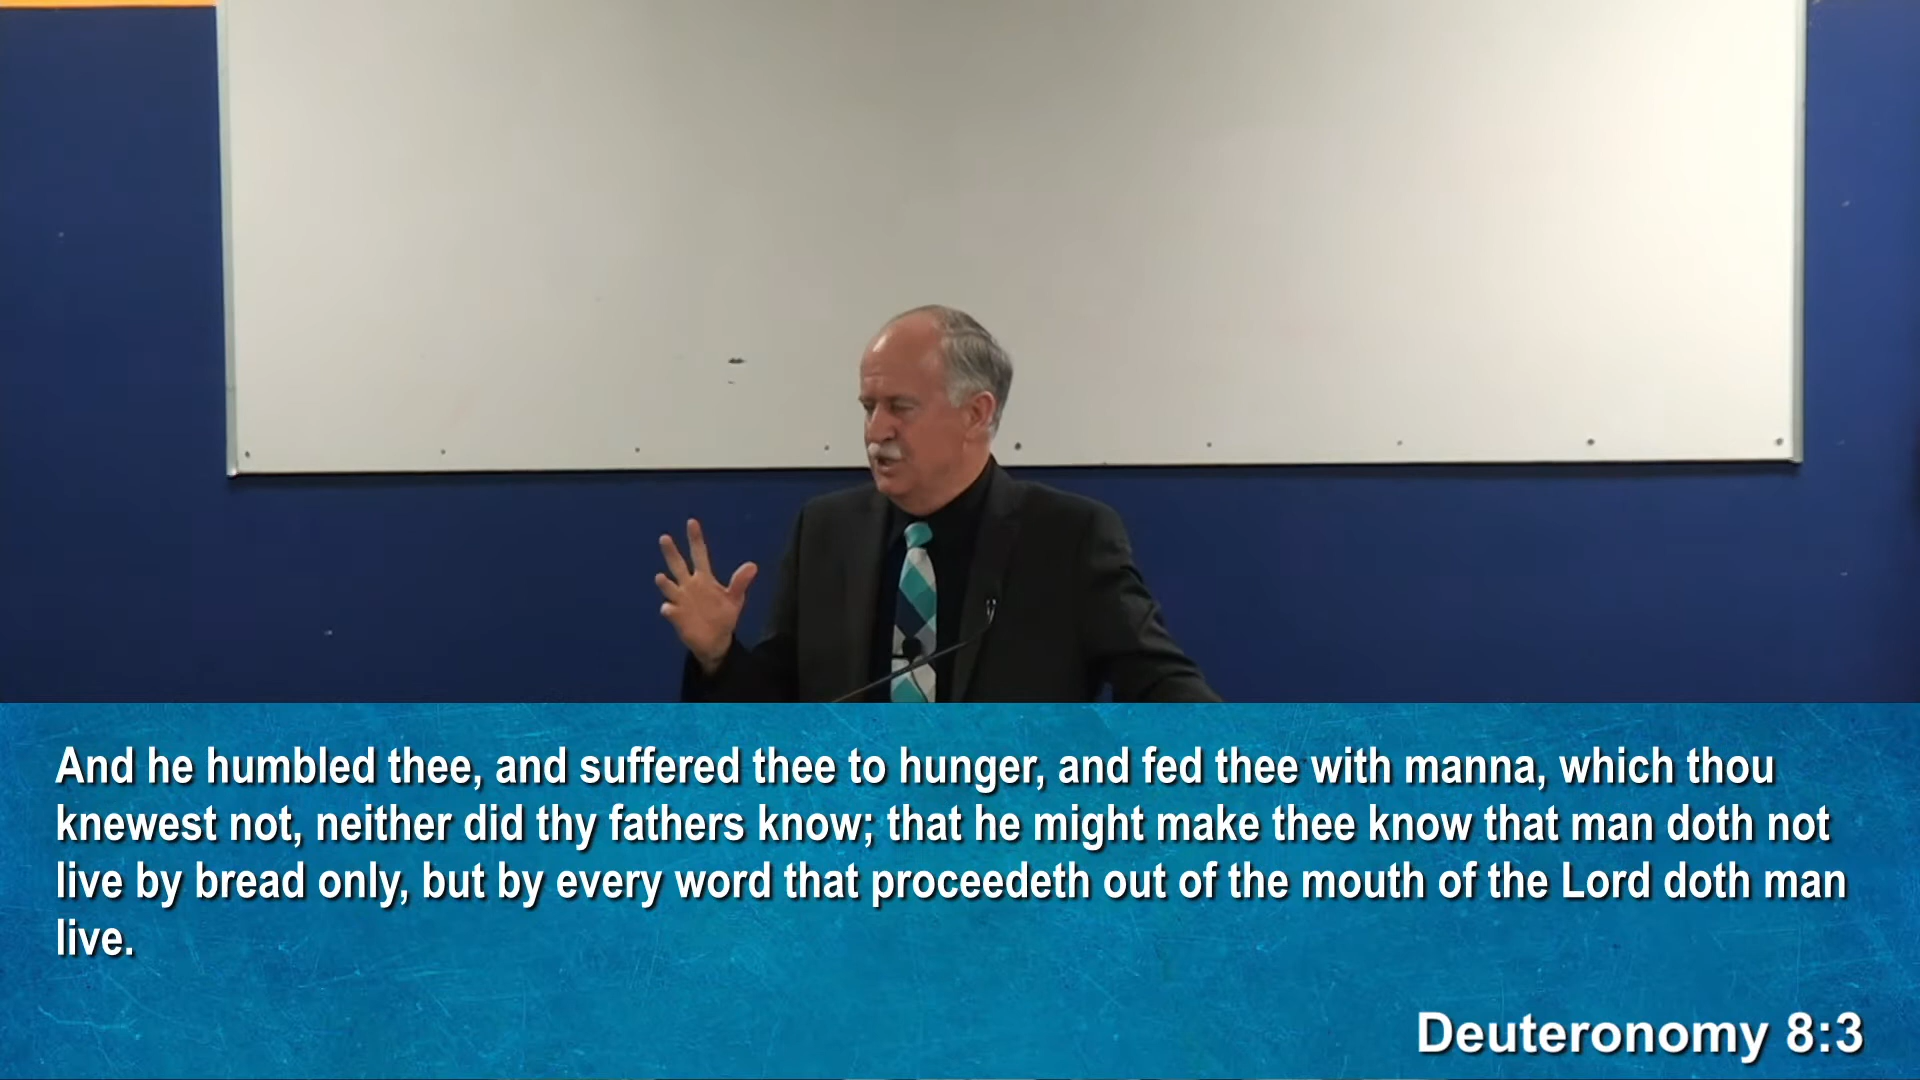 And he humbled thee, and suffered thee to hunger, and fed thee with manna, which thou
knewest not, neither did thy fathers know; that he might make thee know that man doth not
live by bread only, but by every word that proceedeth out of the mouth of the Lord doth man
live.
Deuteronomy 8:3